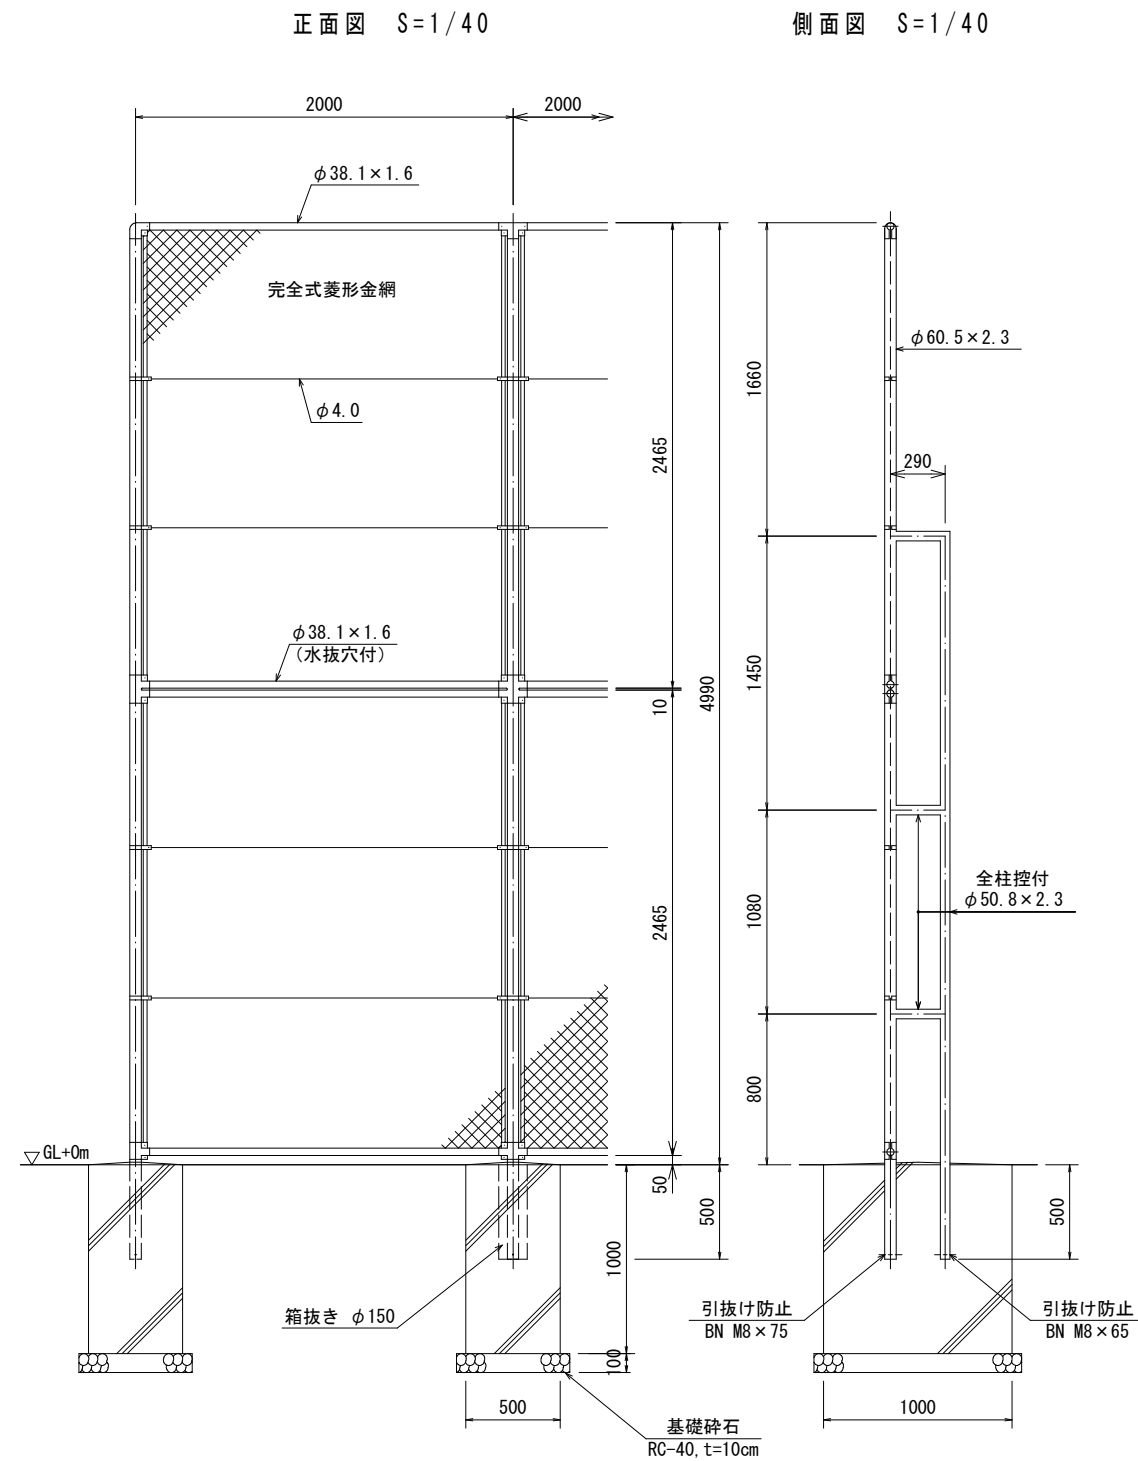 正面図 S=1/40
側面図 S=1/40
2000
2000
φ38.1×1.6
完全式菱形金網
φ4.0
φ38.1×1.6
(水抜穴付)
2465
10
4990
2465
50
500
1000
100
GL+0m
箱抜き φ150
500
基礎砕石
RC-40,t=10cm
φ60.5×2.3
1660
290
1450
1080
800
全柱控付
φ50.8×2.3
500
引抜け防止
BN M8×75
引抜け防止
BN M8×65
1000